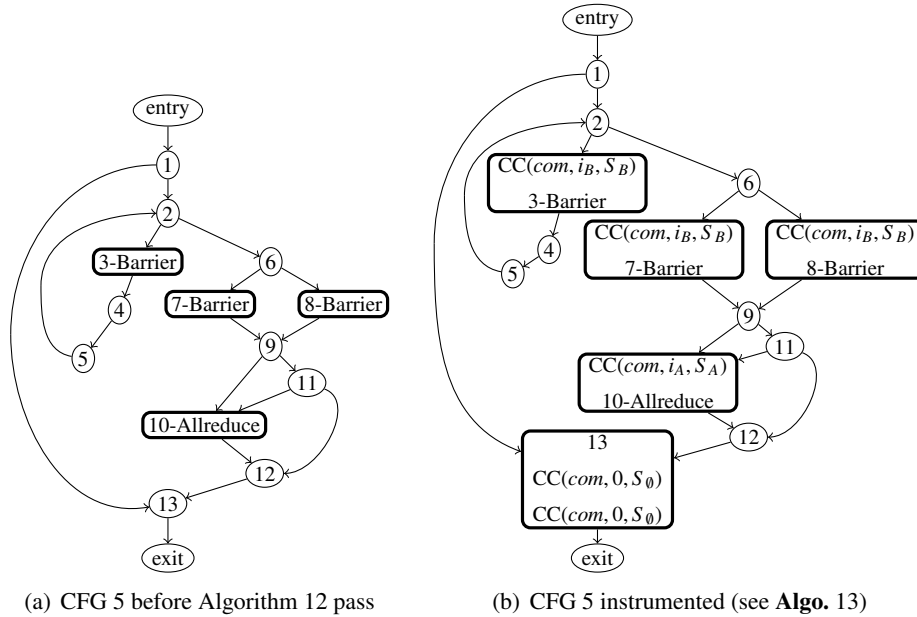 entry
1
2
3-Barrier
6
4
7-Barrier
8-Barrier
5
9
11
10-Allreduce
12
13
exit
(a) CFG 5 before Algorithm 12 pass
entry
1
2
CC(com, i_B, S_B)
3-Barrier
6
4
5
CC(com, i_B, S_B)
7-Barrier
CC(com, i_B, S_B)
8-Barrier
9
11
CC(com, i_A, S_A)
10-Allreduce
12
13
CC(com, 0, S_∅)
CC(com, 0, S_∅)
exit
(b) CFG 5 instrumented (see Algo. 13)